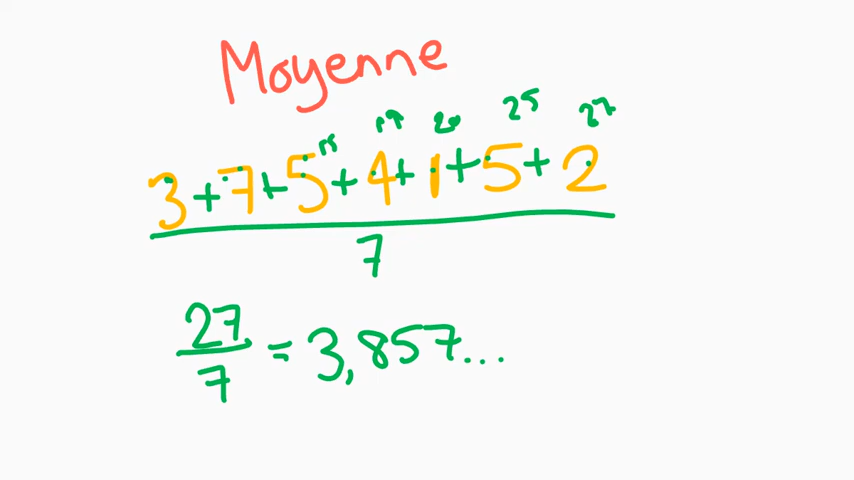 Moyenne
15 19 20 25 27
3+7+5+4+1+5+2
7
27
7
= 3,857...